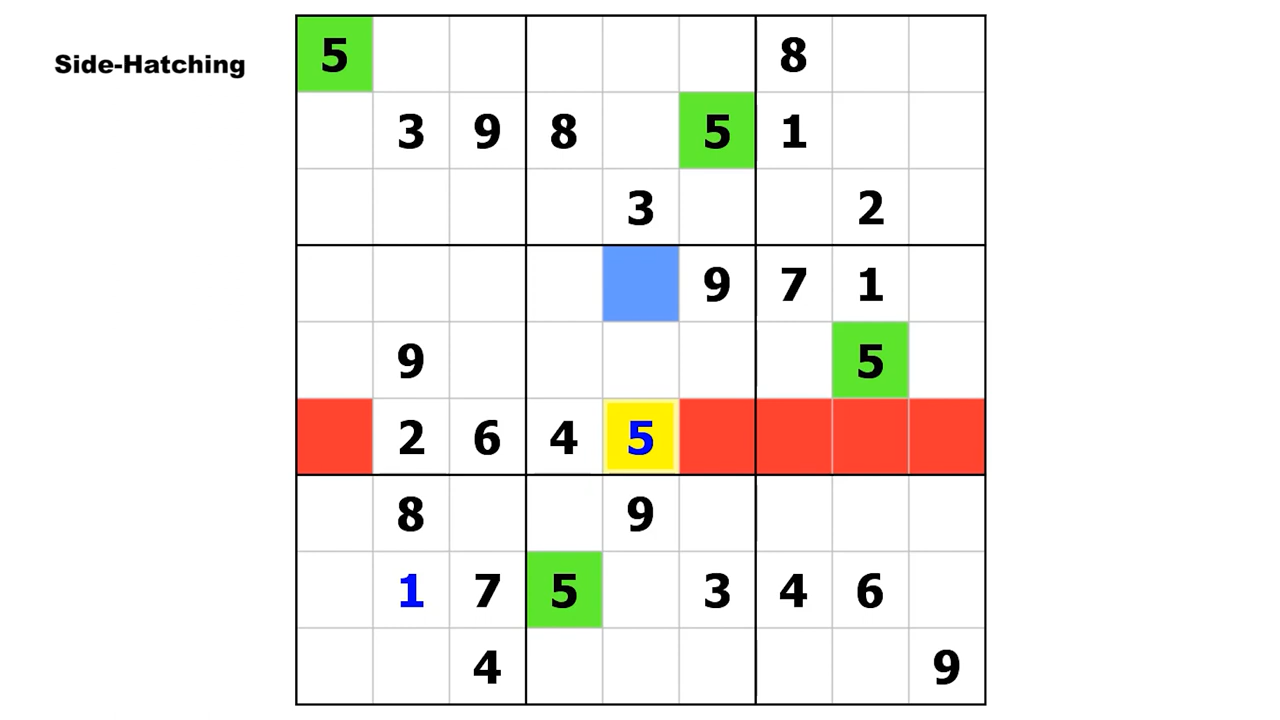 Side-Hatching
5 8
3 9 8 5 1
3 2
9 7 1
9 5
2 6 4 5
8 9
1 7 5 3 4 6
4 9